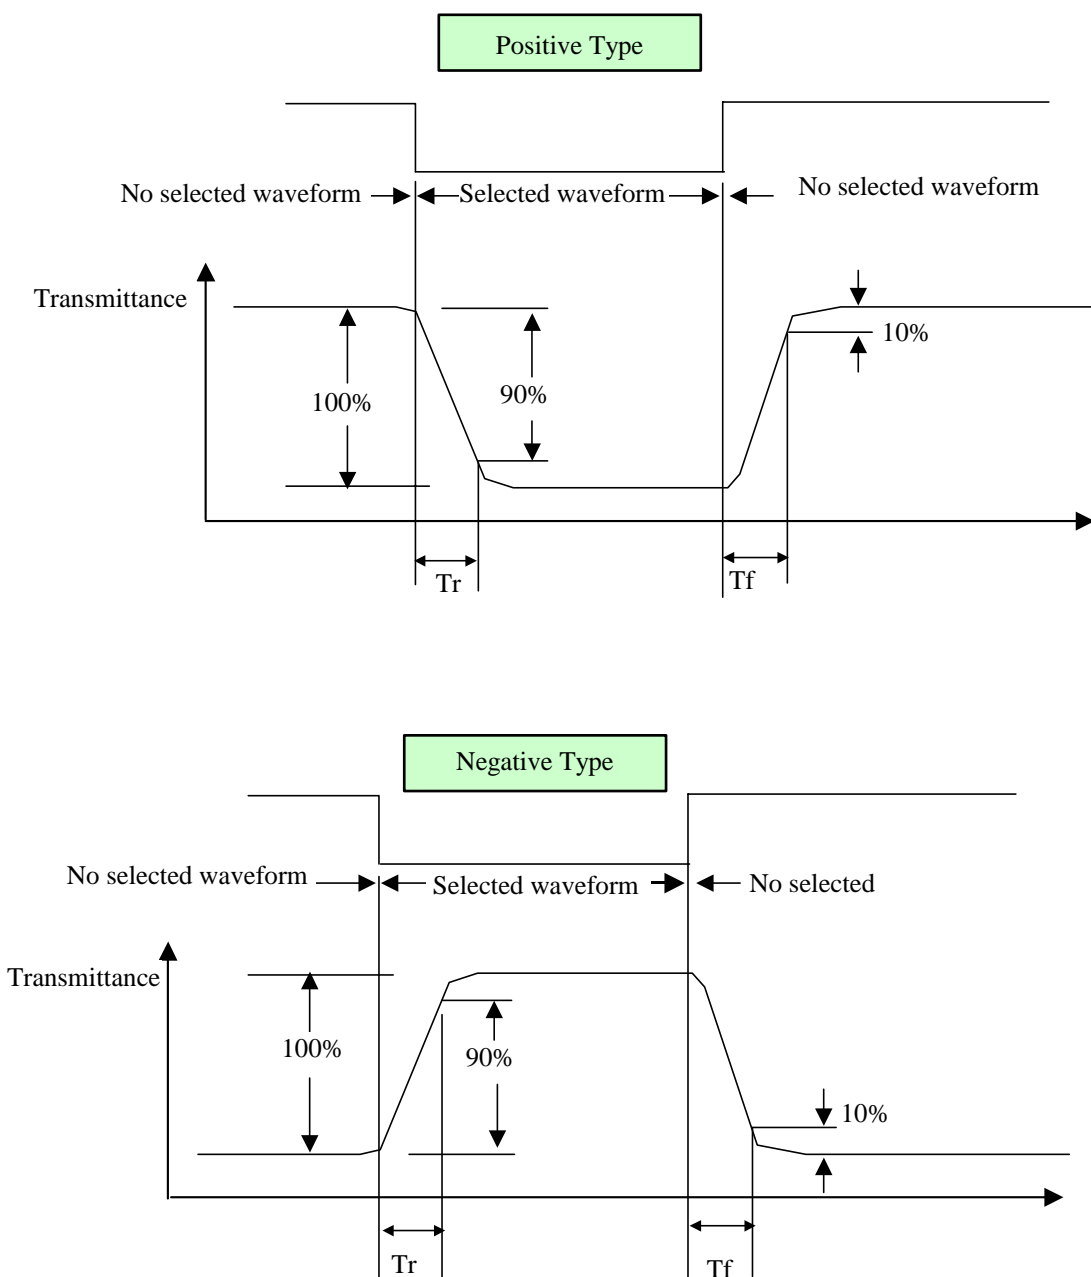 Positive Type
No selected waveform
Selected waveform
No selected waveform
Transmittance
10%
90%
100%
Tr
Tf
Negative Type
No selected waveform
Selected waveform
No selected
Transmittance
100%
90%
10%
Tr
Tf